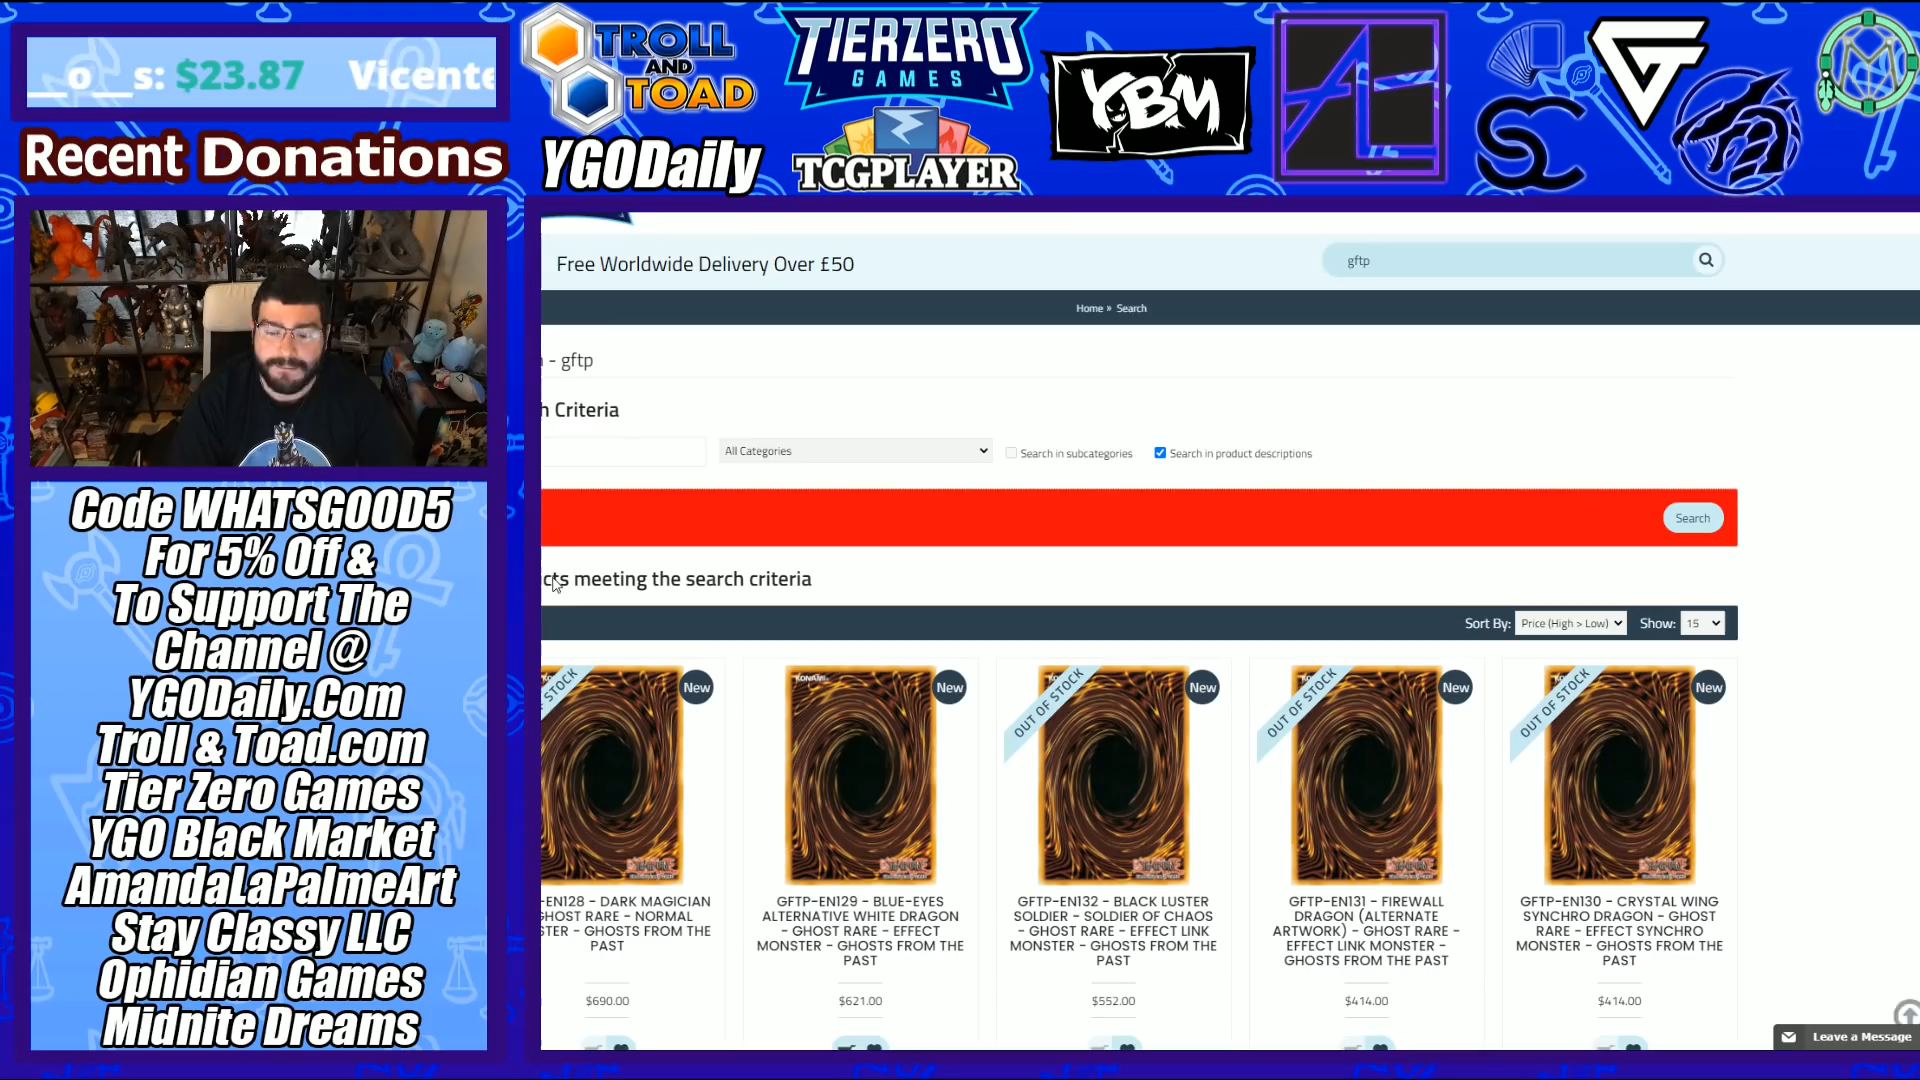 __o__s: $23.87 Vicente
Recent Donations
TROLL
AND
TOAD
YGODaily
TIERZERO
GAMES
TCGPLAYER
YBM
AL
SC
Free Worldwide Delivery Over £50
gftp
Home » Search
- gftp
h Criteria
All Categories
Search in subcategories
Search in product descriptions
Search
cts meeting the search criteria
Sort By: Price (High > Low) Show: 15
STOCK
New
KONAMI
New
OUT OF STOCK
New
OUT OF STOCK
New
OUT OF STOCK
New
-EN128 - DARK MAGICIAN
GHOST RARE - NORMAL
STER - GHOSTS FROM THE
PAST
$690.00
GFTP-EN129 - BLUE-EYES
ALTERNATIVE WHITE DRAGON
- GHOST RARE - EFFECT
MONSTER - GHOSTS FROM THE
PAST
$621.00
GFTP-EN132 - BLACK LUSTER
SOLDIER - SOLDIER OF CHAOS
- GHOST RARE - EFFECT LINK
MONSTER - GHOSTS FROM THE
PAST
$552.00
GFTP-EN131 - FIREWALL
DRAGON (ALTERNATE
ARTWORK) - GHOST RARE -
EFFECT LINK MONSTER -
GHOSTS FROM THE PAST
$414.00
GFTP-EN130 - CRYSTAL WING
SYNCHRO DRAGON - GHOST
RARE - EFFECT SYNCHRO
MONSTER - GHOSTS FROM THE
PAST
$414.00
Leave a Message
Code WHATSGOOD5
For 5% Off &
To Support The
Channel @
YGODaily.Com
Troll & Toad.com
Tier Zero Games
YGO Black Market
AmandaLaPalmeArt
Stay Classy LLC
Ophidian Games
Midnite Dreams